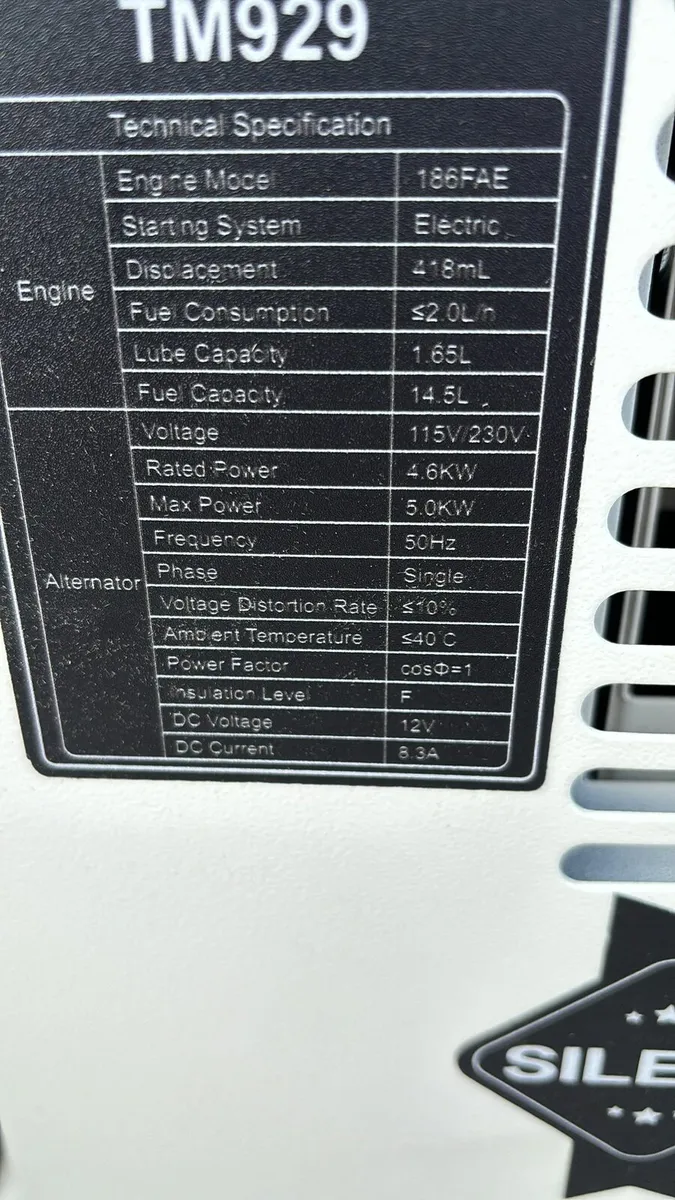 TM929
Technical Specification
Engine
Engine Model 186FAE
Starting System Electric
Displacement 418mL
Fuel Consumption ≤2.0L/h
Lube Capacity 1.65L
Fuel Capacity 14.5L
Alternator
Voltage 115V/230V
Rated Power 4.6KW
Max Power 5.0KW
Frequency 50Hz
Phase Single
Voltage Distortion Rate ≤10%
Ambient Temperature ≤40°C
Power Factor cosΦ=1
Insulation Level F
DC Voltage 12V
DC Current 8.3A